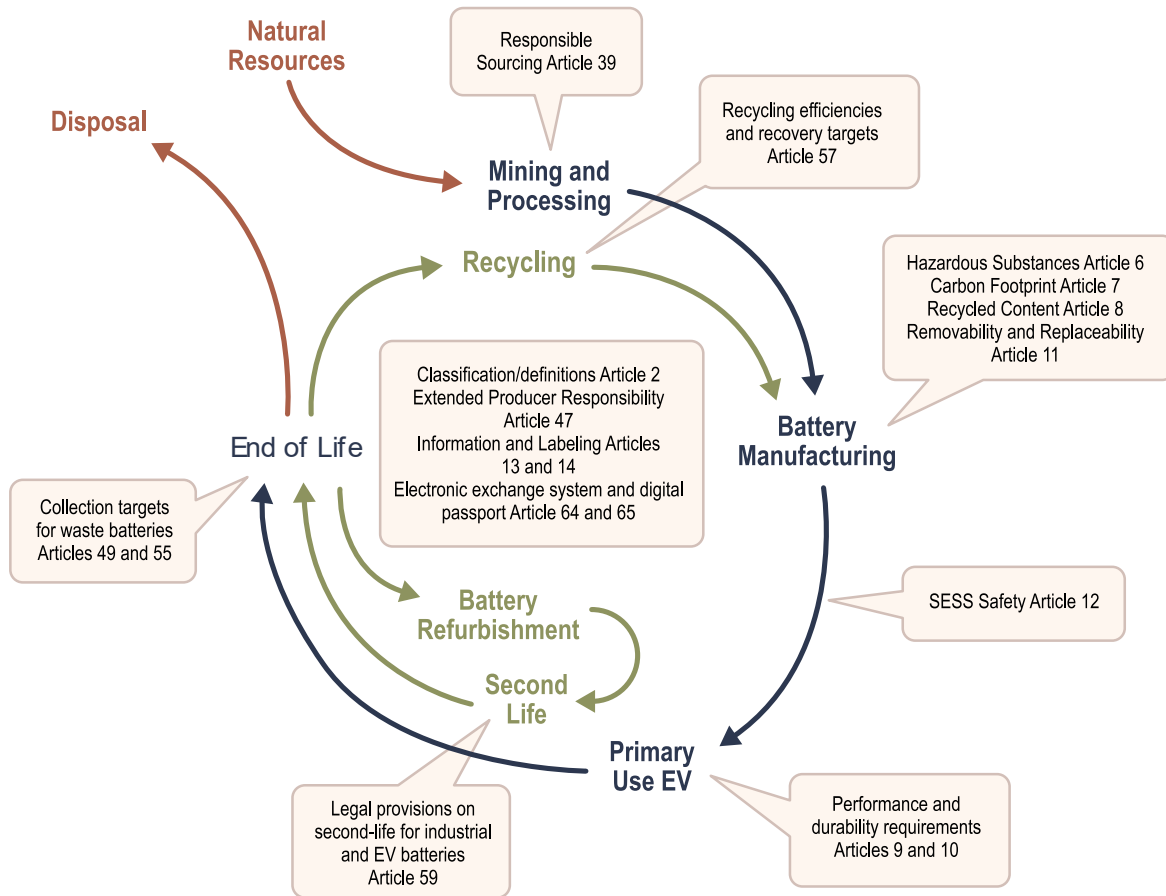 Natural
Resources
Responsible
Sourcing Article 39
Disposal
Recycling efficiencies
and recovery targets
Article 57
Mining and
Processing
Recycling
Hazardous Substances Article 6
Carbon Footprint Article 7
Recycled Content Article 8
Removability and Replaceability
Article 11
Classification/definitions Article 2
Extended Producer Responsibility
Article 47
Information and Labeling Articles
13 and 14
Electronic exchange system and digital
passport Article 64 and 65
Battery
Manufacturing
End of Life
Collection targets
for waste batteries
Articles 49 and 55
Battery
Refurbishment
SESS Safety Article 12
Second
Life
Primary
Use EV
Legal provisions on
second-life for industrial
and EV batteries
Article 59
Performance and
durability requirements
Articles 9 and 10